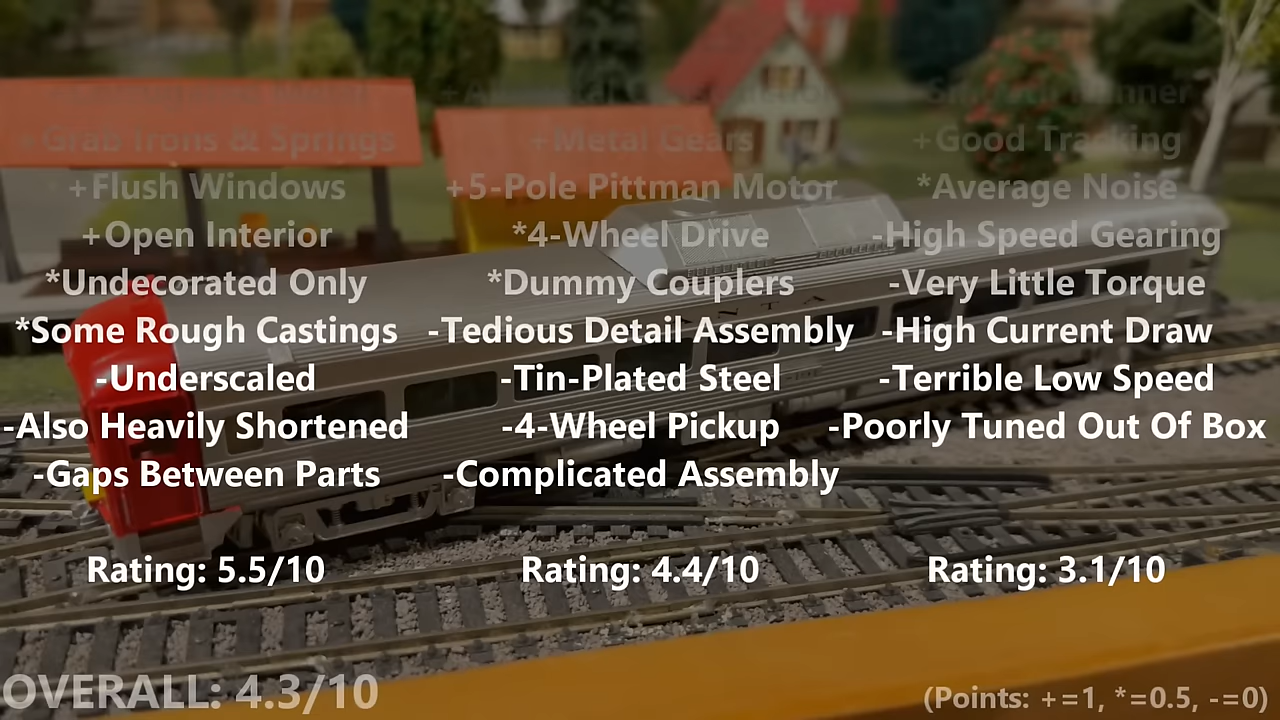 +Grab Irons & Springs
+Flush Windows
+Open Interior
*Undecorated Only
*Some Rough Castings
-Underscaled
-Also Heavily Shortened
-Gaps Between Parts
Rating: 5.5/10
+Metal Gears
+5-Pole Pittman Motor
*4-Wheel Drive
*Dummy Couplers
-Tedious Detail Assembly
-Tin-Plated Steel
-4-Wheel Pickup
-Complicated Assembly
Rating: 4.4/10
+Good Tracking
*Average Noise
-High Speed Gearing
-Very Little Torque
-High Current Draw
-Terrible Low Speed
-Poorly Tuned Out Of Box
Rating: 3.1/10
OVERALL: 4.3/10
(Points: +=1, *=0.5, -=0)